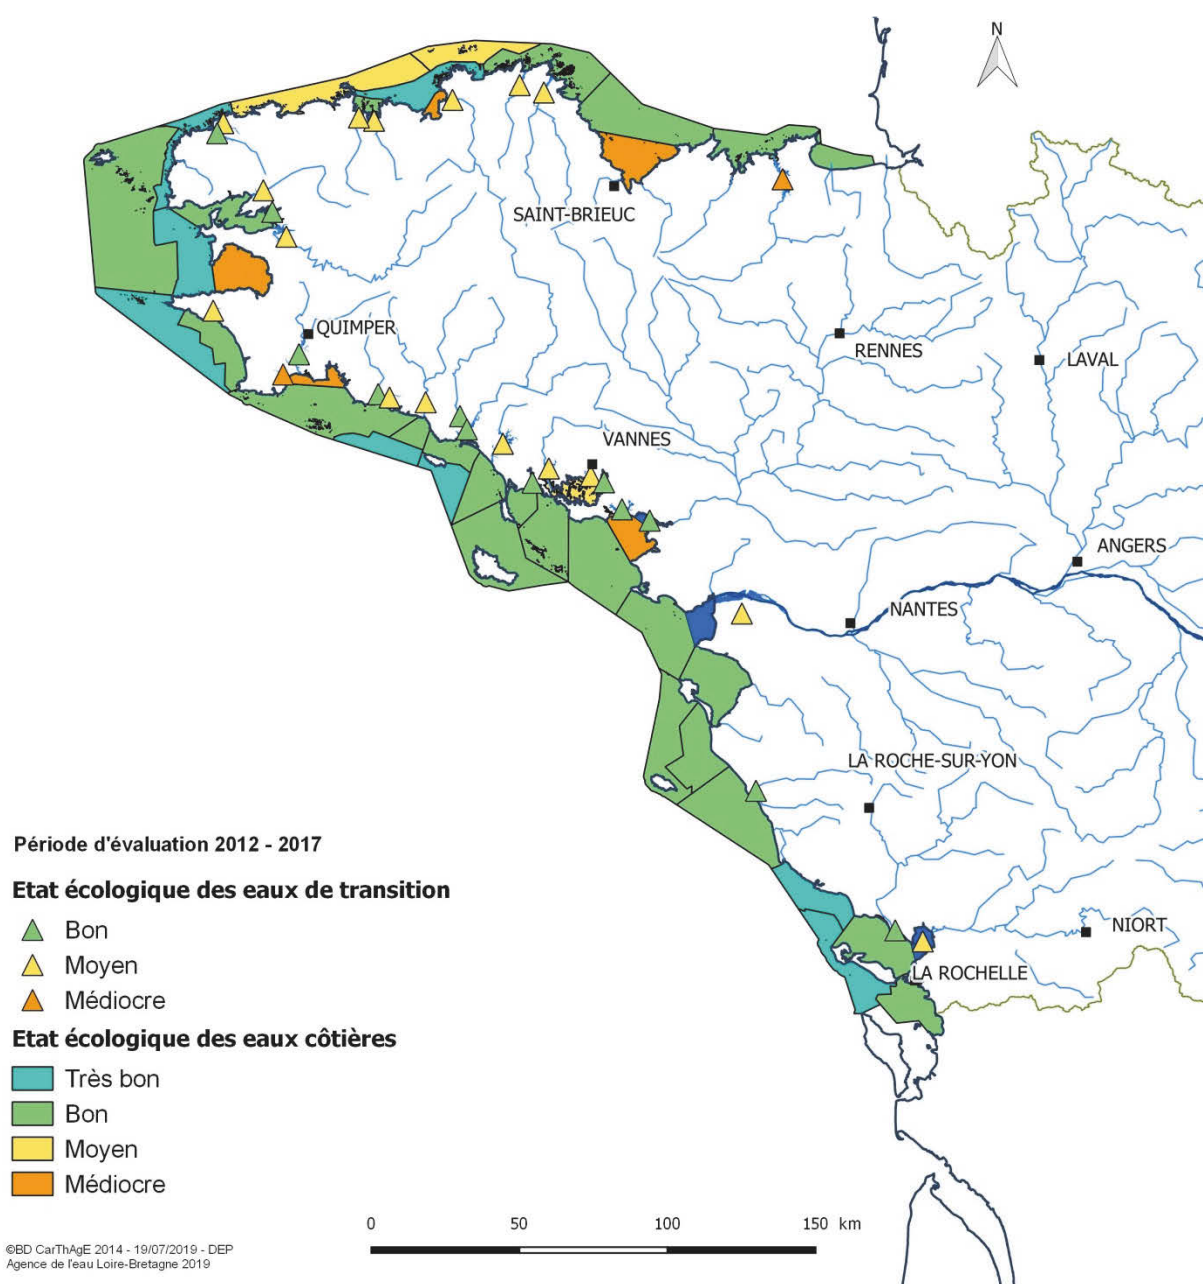 N
SAINT-BRIEUC
QUIMPER
RENNES
LAVAL
VANNES
ANGERS
NANTES
LA ROCHE-SUR-YON
NIORT
LA ROCHELLE
Période d'évaluation 2012 - 2017
Etat écologique des eaux de transition
Bon
Moyen
Médiocre
Etat écologique des eaux côtières
Très bon
Bon
Moyen
Médiocre
0 50 100 150 km
©BD CarThAgE 2014 - 19/07/2019 - DEP
Agence de l'eau Loire-Bretagne 2019